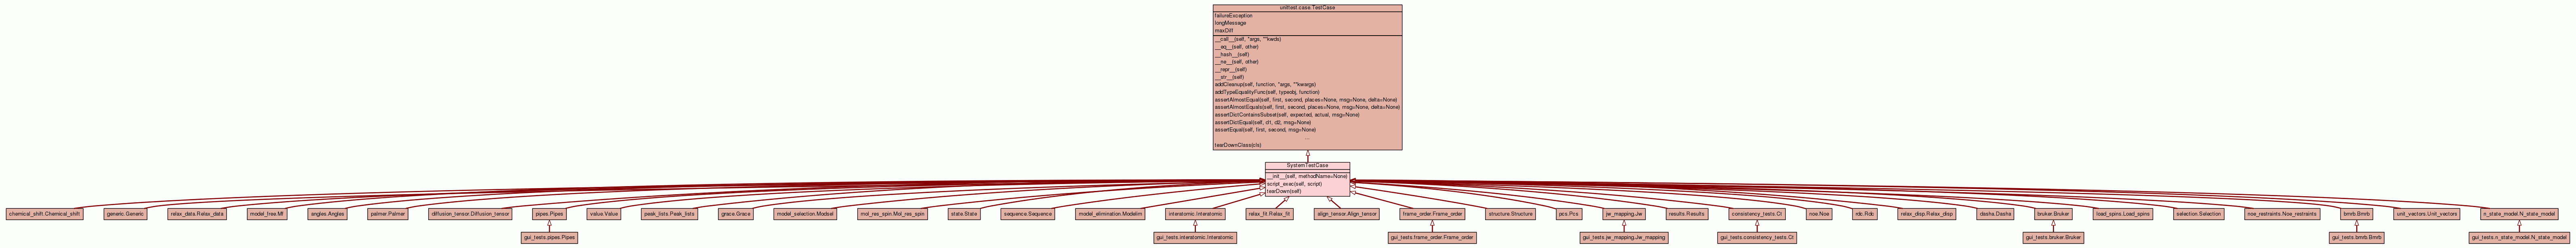 unittest.case.TestCase
failureException
longMessage
maxDiff
__call__(self, *args, **kwds)
__eq__(self, other)
__hash__(self)
__ne__(self, other)
__repr__(self)
__str__(self)
addCleanup(self, function, *args, **kwargs)
addTypeEqualityFunc(self, typeobj, function)
assertAlmostEqual(self, first, second, places=None, msg=None, delta=None)
assertAlmostEquals(self, first, second, places=None, msg=None, delta=None)
assertDictContainsSubset(self, expected, actual, msg=None)
assertDictEqual(self, d1, d2, msg=None)
assertEqual(self, first, second, msg=None)
...
tearDownClass(cls)
SystemTestCase
__init__(self, methodName=None)
script_exec(self, script)
tearDown(self)
chemical_shift.Chemical_shift
generic.Generic
relax_data.Relax_data
model_free.Mf
angles.Angles
palmer.Palmer
diffusion_tensor.Diffusion_tensor
pipes.Pipes
value.Value
peak_lists.Peak_lists
grace.Grace
model_selection.Modsel
mol_res_spin.Mol_res_spin
state.State
sequence.Sequence
model_elimination.Modelim
interatomic.Interatomic
relax_fit.Relax_fit
align_tensor.Align_tensor
frame_order.Frame_order
structure.Structure
pcs.Pcs
jw_mapping.Jw
results.Results
consistency_tests.Ct
noe.Noe
rdc.Rdc
relax_disp.Relax_disp
dasha.Dasha
bruker.Bruker
load_spins.Load_spins
selection.Selection
noe_restraints.Noe_restraints
bmrb.Bmrb
unit_vectors.Unit_vectors
n_state_model.N_state_model
gui_tests.pipes.Pipes
gui_tests.interatomic.Interatomic
gui_tests.frame_order.Frame_order
gui_tests.jw_mapping.Jw_mapping
gui_tests.consistency_tests.Ct
gui_tests.bruker.Bruker
gui_tests.bmrb.Bmrb
gui_tests.n_state_model.N_state_model